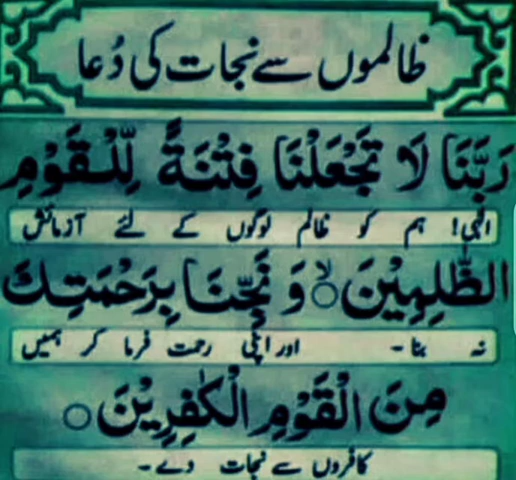 ظالموں سے نجات کی دُعا
رَبَّنَا لَا تَجْعَلْنَا فِتْنَةً لِّلْقَوْمِ
الٰہی! ہم کو ظالم لوگوں کے لئے آزمائش
الظّٰلِمِيْنَ ۙ وَ نَجِّنَا بِرَحْمَتِكَ
نہ بنا - اور اپنی رحمت فرما کر ہمیں
مِنَ الْقَوْمِ الْكٰفِرِيْنَ
کافروں سے نجات دے -